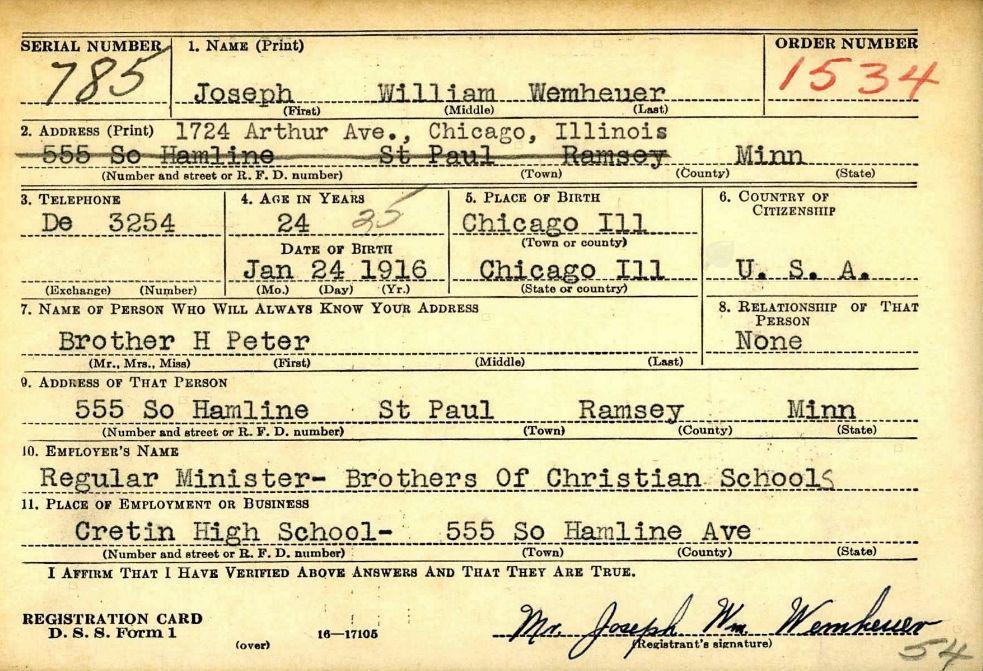 SERIAL NUMBER 1. NAME (Print) ORDER NUMBER
785 Joseph William Wemheuer 1534
(First) (Middle) (Last)
2. ADDRESS (Print) 1724 Arthur Ave., Chicago, Illinois
555 So Hamline St Paul Ramsey Minn
(Number and street or R. F. D. number) (Town) (County) (State)
3. TELEPHONE 4. AGE IN YEARS 5. PLACE OF BIRTH 6. COUNTRY OF CITIZENSHIP
De 3254 24 25 Chicago Ill
DATE OF BIRTH (Town or county)
Jan 24 1916 Chicago Ill U. S. A.
(Exchange) (Number) (Mo.) (Day) (Yr.) (State or country)
7. NAME OF PERSON WHO WILL ALWAYS KNOW YOUR ADDRESS 8. RELATIONSHIP OF THAT PERSON
Brother H Peter None
(Mr., Mrs., Miss) (First) (Middle) (Last)
9. ADDRESS OF THAT PERSON
555 So Hamline St Paul Ramsey Minn
(Number and street or R. F. D. number) (Town) (County) (State)
10. EMPLOYER'S NAME
Regular Minister- Brothers Of Christian Schools
11. PLACE OF EMPLOYMENT OR BUSINESS
Cretin High School- 555 So Hamline Ave
(Number and street or R. F. D. number) (Town) (County) (State)
I AFFIRM THAT I HAVE VERIFIED ABOVE ANSWERS AND THAT THEY ARE TRUE.
REGISTRATION CARD
D. S. S. Form 1 16—17105 Mr. Joseph Wm Wemheuer
(over) (Registrant's signature) 54